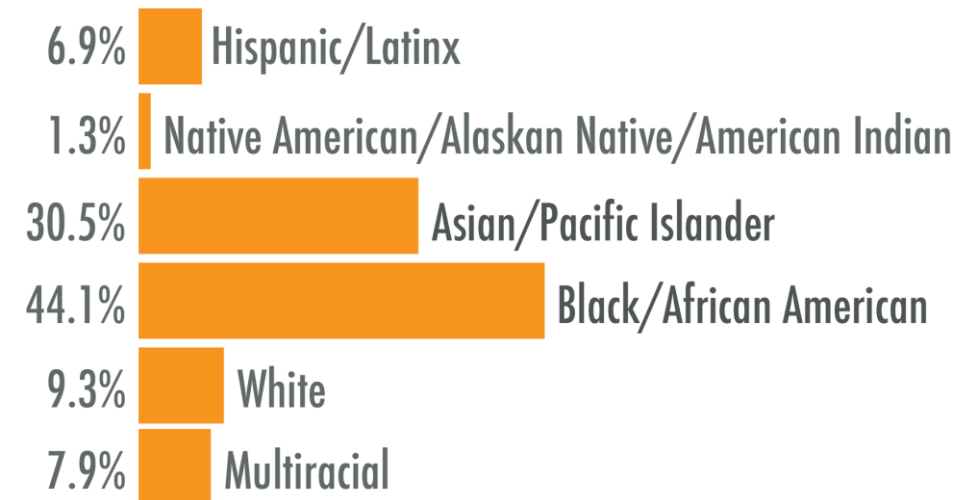 6.9% Hispanic/Latinx
1.3% Native American/Alaskan Native/American Indian
30.5% Asian/Pacific Islander
44.1% Black/African American
9.3% White
7.9% Multiracial